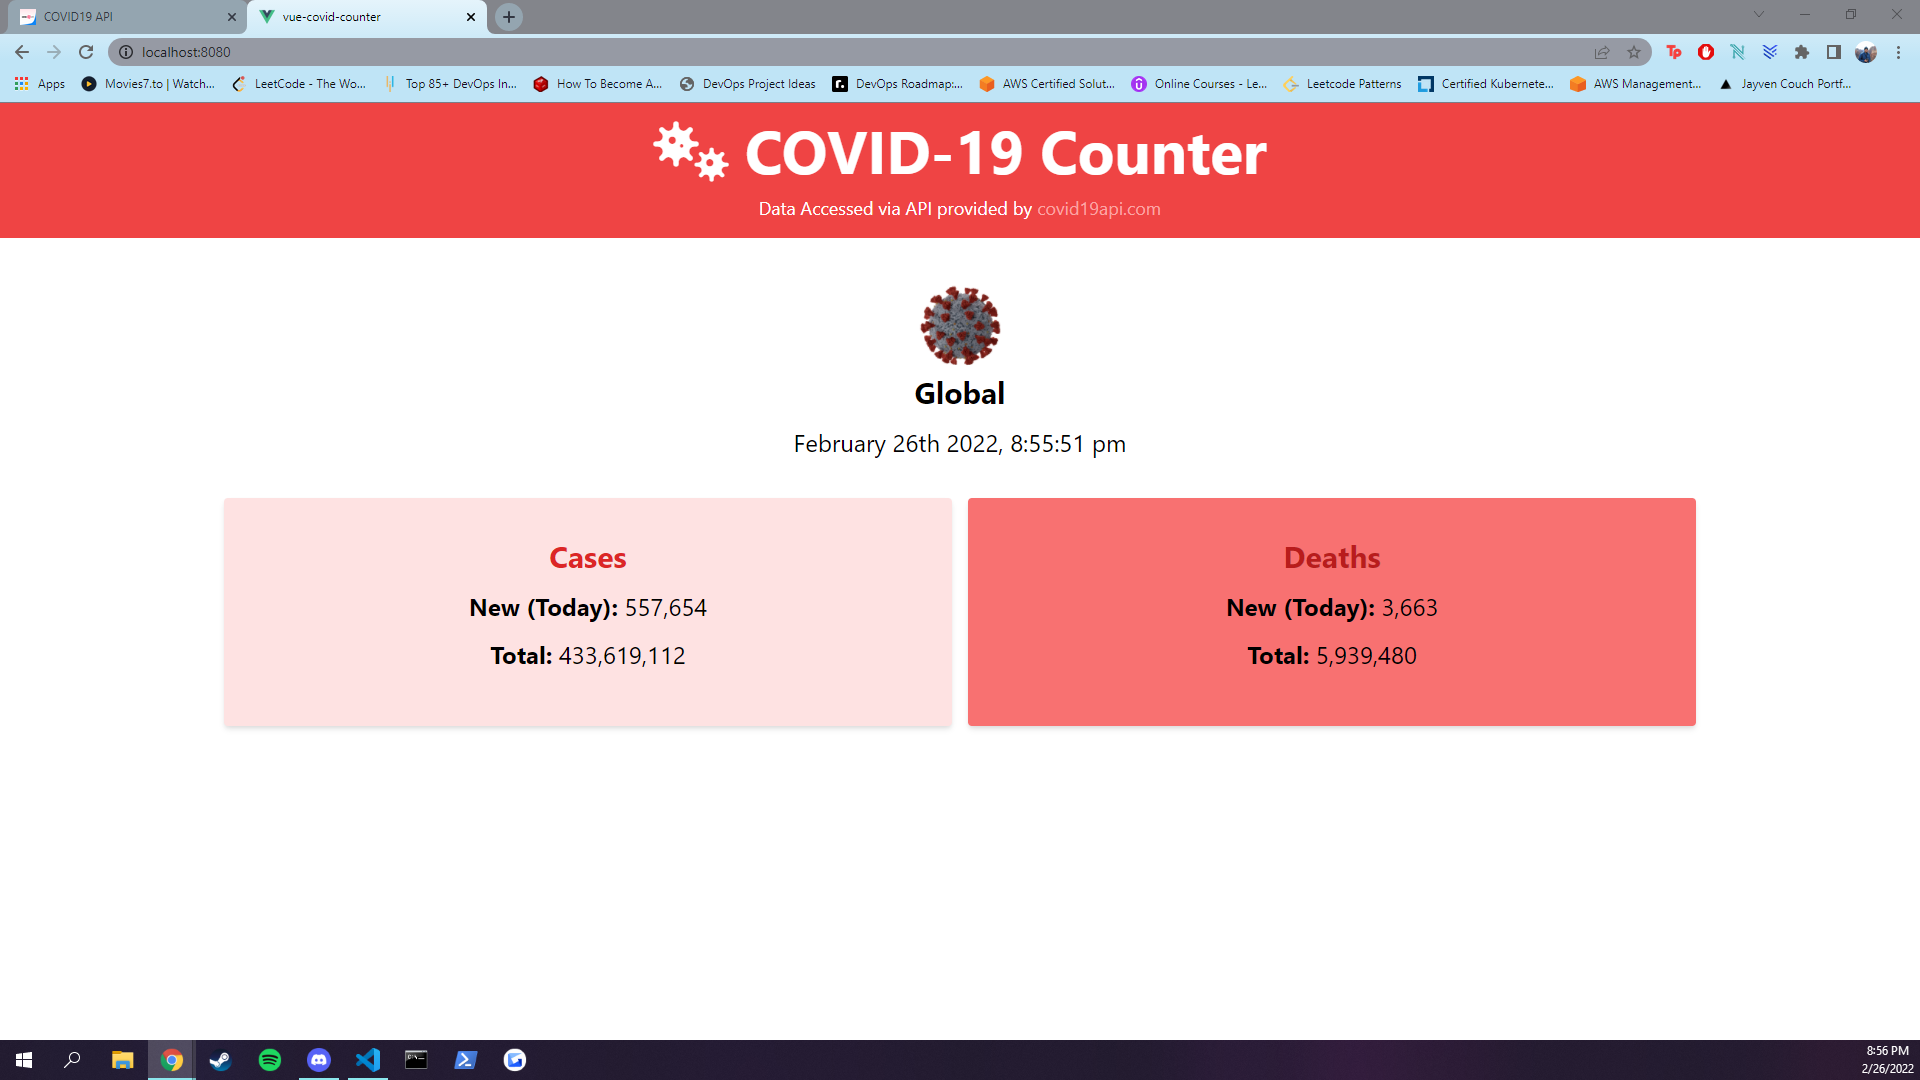 COVID19 API
vue-covid-counter
localhost:8080
Apps
Movies7.to | Watch...
LeetCode - The Wo...
Top 85+ DevOps In...
How To Become A...
DevOps Project Ideas
DevOps Roadmap:...
AWS Certified Solut...
Online Courses - Le...
Leetcode Patterns
Certified Kubernete...
AWS Management...
Jayven Couch Portf...
COVID-19 Counter
Data Accessed via API provided by covid19api.com
Global
February 26th 2022, 8:55:51 pm
Cases
New (Today): 557,654
Total: 433,619,112
Deaths
New (Today): 3,663
Total: 5,939,480
8:56 PM
2/26/2022